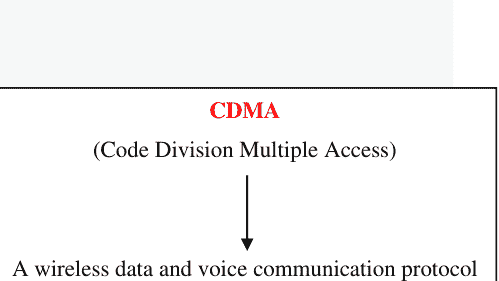 CDMA
(Code Division Multiple Access)
A wireless data and voice communication protocol